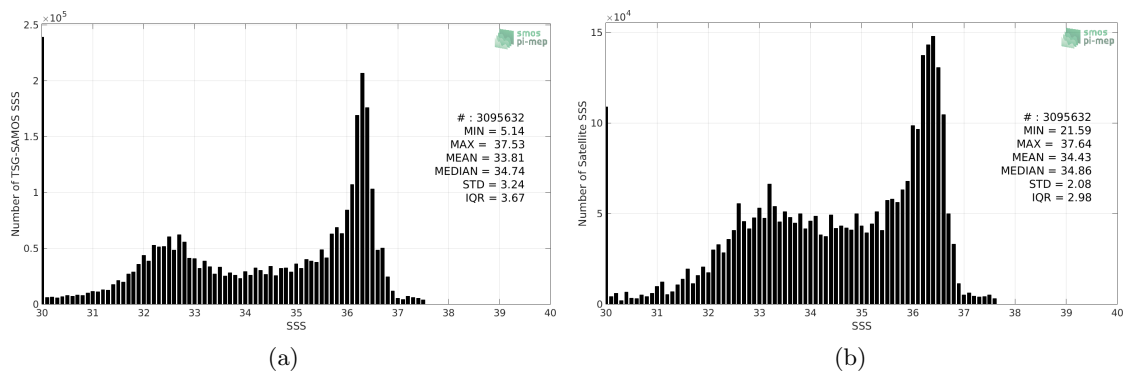 ×10⁵
2.5
2
1.5
1
0.5
0
Number of TSG-SAMOS SSS
smos
pi-mep
# : 3095632
MIN = 5.14
MAX = 37.53
MEAN = 33.81
MEDIAN = 34.74
STD = 3.24
IQR = 3.67
30 31 32 33 34 35 36 37 38 39 40
SSS
(a)
×10⁴
15
10
5
0
Number of Satellite SSS
smos
pi-mep
# : 3095632
MIN = 21.59
MAX = 37.64
MEAN = 34.43
MEDIAN = 34.86
STD = 2.08
IQR = 2.98
30 31 32 33 34 35 36 37 38 39 40
SSS
(b)